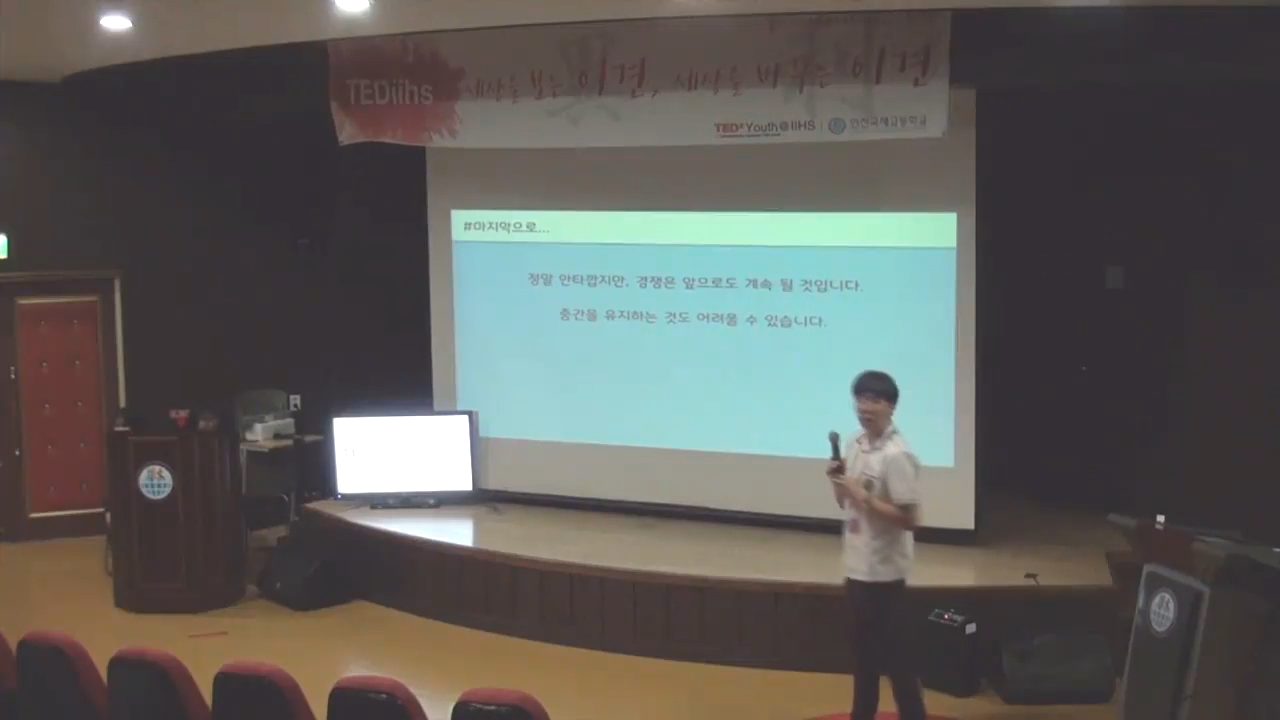 TEDiihs
세상을 보는 이견, 세상을 바꾸는 이견
TEDxYouth@IIHS
인천국제고등학교
#마지막으로...
정말 안타깝지만, 경쟁은 앞으로도 계속 될 것입니다.
중간을 유지하는 것도 어려울 수 있습니다.